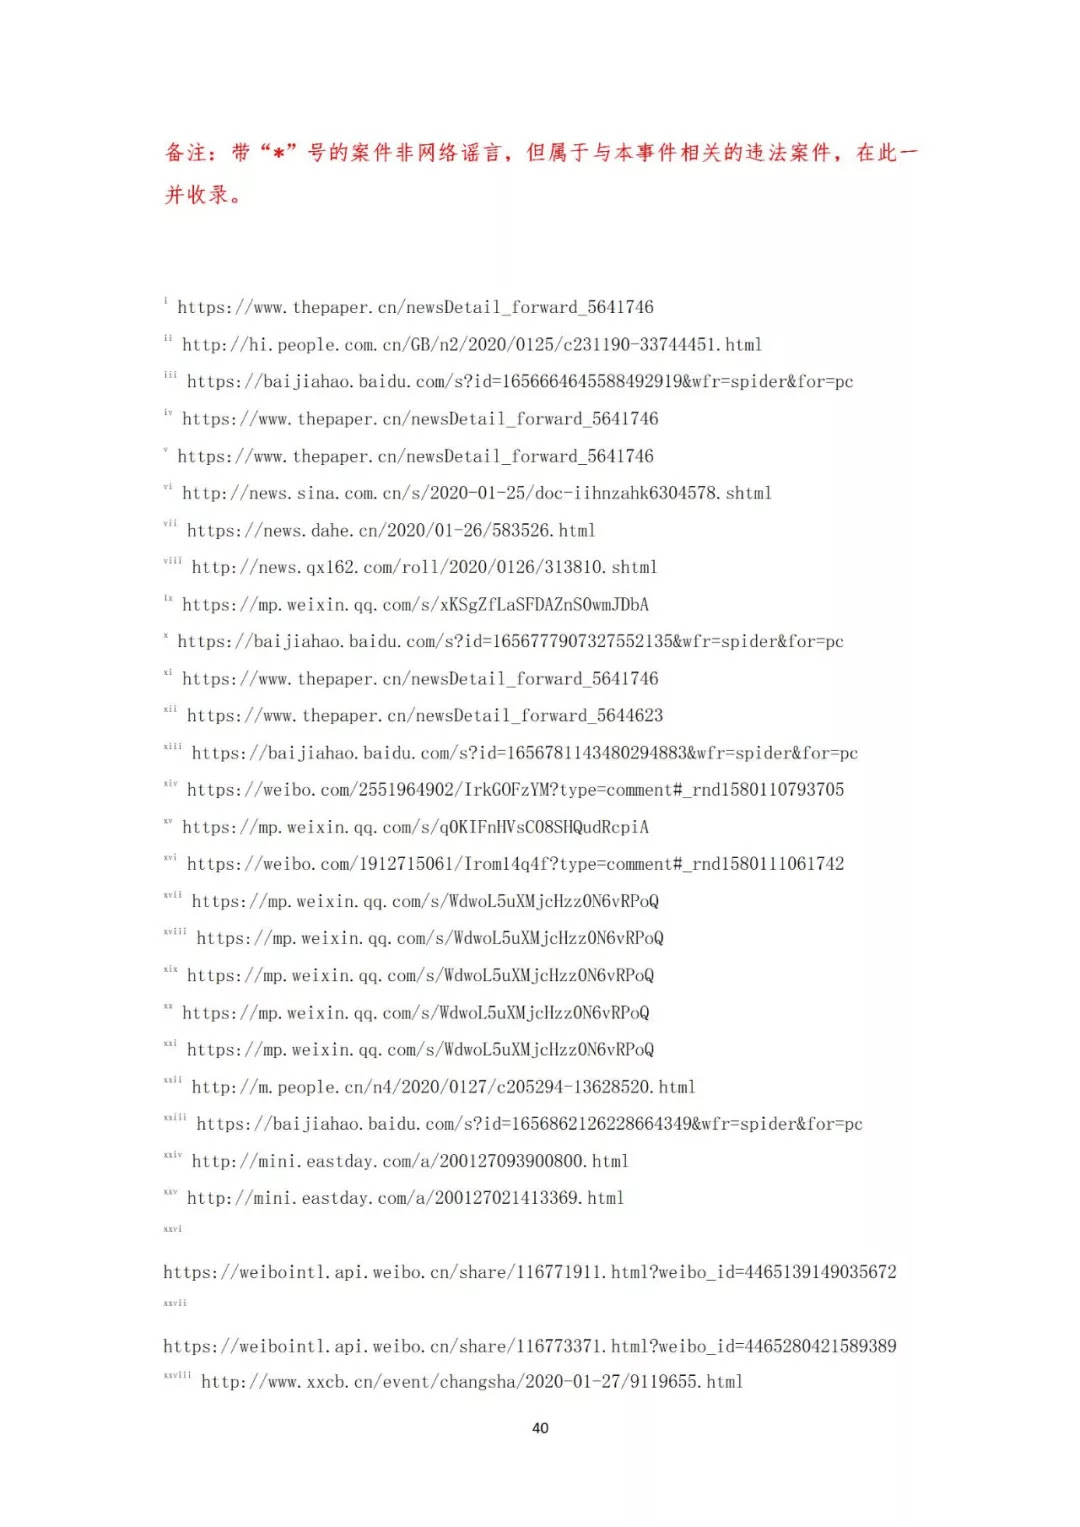 备注：带“*”号的案件非网络谣言，但属于与本事件相关的违法案件，在此一
并收录。
i https://www.thepaper.cn/newsDetail_forward_5641746
ii http://hi.people.com.cn/GB/n2/2020/0125/c231190-33744451.html
iii https://baijiahao.baidu.com/s?id=1656664645588492919&wfr=spider&for=pc
iv https://www.thepaper.cn/newsDetail_forward_5641746
v https://www.thepaper.cn/newsDetail_forward_5641746
vi http://news.sina.com.cn/s/2020-01-25/doc-iihnzahk6304578.shtml
vii https://news.dahe.cn/2020/01-26/583526.html
viii http://news.qx162.com/roll/2020/0126/313810.shtml
ix https://mp.weixin.qq.com/s/xKSgZfLaSFDAZnSOwmJDbA
x https://baijiahao.baidu.com/s?id=1656777907327552135&wfr=spider&for=pc
xi https://www.thepaper.cn/newsDetail_forward_5641746
xii https://www.thepaper.cn/newsDetail_forward_5644623
xiii https://baijiahao.baidu.com/s?id=1656781143480294883&wfr=spider&for=pc
xiv https://weibo.com/2551964902/IrkGOFzYM?type=comment#_rnd1580110793705
xv https://mp.weixin.qq.com/s/q0KIFnHVsC08SHQudRcpiA
xvi https://weibo.com/1912715061/Irom14q4f?type=comment#_rnd1580111061742
xvii https://mp.weixin.qq.com/s/WdwoL5uXMjcHzz0N6vRPoQ
xviii https://mp.weixin.qq.com/s/WdwoL5uXMjcHzz0N6vRPoQ
xix https://mp.weixin.qq.com/s/WdwoL5uXMjcHzz0N6vRPoQ
xx https://mp.weixin.qq.com/s/WdwoL5uXMjcHzz0N6vRPoQ
xxi https://mp.weixin.qq.com/s/WdwoL5uXMjcHzz0N6vRPoQ
xxii http://m.people.cn/n4/2020/0127/c205294-13628520.html
xxiii https://baijiahao.baidu.com/s?id=1656862126228664349&wfr=spider&for=pc
xxiv http://mini.eastday.com/a/200127093900800.html
xxv http://mini.eastday.com/a/200127021413369.html
xxvi
https://weibointl.api.weibo.cn/share/116771911.html?weibo_id=4465139149035672
xxvii
https://weibointl.api.weibo.cn/share/116773371.html?weibo_id=4465280421589389
xxviii http://www.xxcb.cn/event/changsha/2020-01-27/9119655.html
40